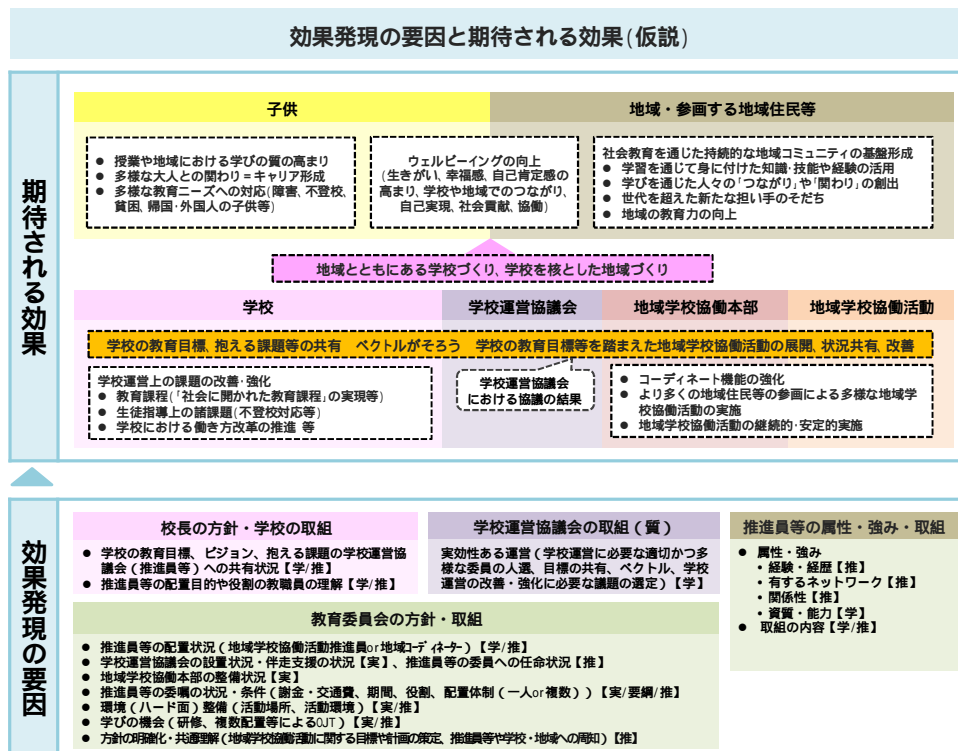 効果発現の要因と期待される効果(仮説)
期待される効果
子供
地域・参画する地域住民等
● 授業や地域における学びの質の高まり
● 多様な大人との関わり=キャリア形成
● 多様な教育ニーズへの対応(障害、不登校、
貧困、帰国・外国人の子供等)
ウェルビーイングの向上
(生きがい、幸福感、自己肯定感の
高まり、学校や地域でのつながり、
自己実現、社会貢献、協働)
社会教育を通じた持続的な地域コミュニティの基盤形成
● 学習を通じて身に付けた知識・技能や経験の活用
● 学びを通じた人々の「つながり」や「関わり」の創出
● 世代を超えた新たな担い手のそだち
● 地域の教育力の向上
地域とともにある学校づくり、学校を核とした地域づくり
学校
学校運営協議会
地域学校協働本部
地域学校協働活動
学校の教育目標、抱える課題等の共有 ベクトルがそろう 学校の教育目標等を踏まえた地域学校協働活動の展開、状況共有、改善
学校運営上の課題の改善・強化
● 教育課程(「社会に開かれた教育課程」の実現等)
● 生徒指導上の諸課題(不登校対応等)
● 学校における働き方改革の推進 等
学校運営協議会
における協議の結果
● コーディネート機能の強化
● より多くの地域住民等の参画による多様な地域学
校協働活動の実施
● 地域学校協働活動の継続的・安定的実施
効果発現の要因
校長の方針・学校の取組
● 学校の教育目標、ビジョン、抱える課題の学校運営協
議会(推進員等)への共有状況【学/推】
● 推進員等の配置目的や役割の教職員の理解【学/推】
学校運営協議会の取組(質)
実効性ある運営(学校運営に必要な適切かつ多
様な委員の人選、目標の共有、ベクトル、学校
運営の改善・強化に必要な議題の選定)【学】
推進員等の属性・強み・取組
● 属性・強み
・経験・経歴【推】
・有するネットワーク【推】
・関係性【推】
・資質・能力【学】
● 取組の内容【学/推】
教育委員会の方針・取組
● 推進員等の配置状況(地域学校協働活動推進員or地域コーディネーター)【学/推】
● 学校運営協議会の設置状況・伴走支援の状況【実】、推進員等の委員への任命状況【推】
● 地域学校協働本部の整備状況【実】
● 推進員等の委嘱の状況・条件(謝金・交通費、期間、役割、配置体制(一人or複数))【実/要綱/推】
● 環境(ハード面)整備(活動場所、活動環境)【実/推】
● 学びの機会(研修、複数配置等によるOJT)【実/推】
● 方針の明確化・共通理解(地域学校協働活動に関する目標や計画の策定、推進員等や学校・地域への周知)【推】